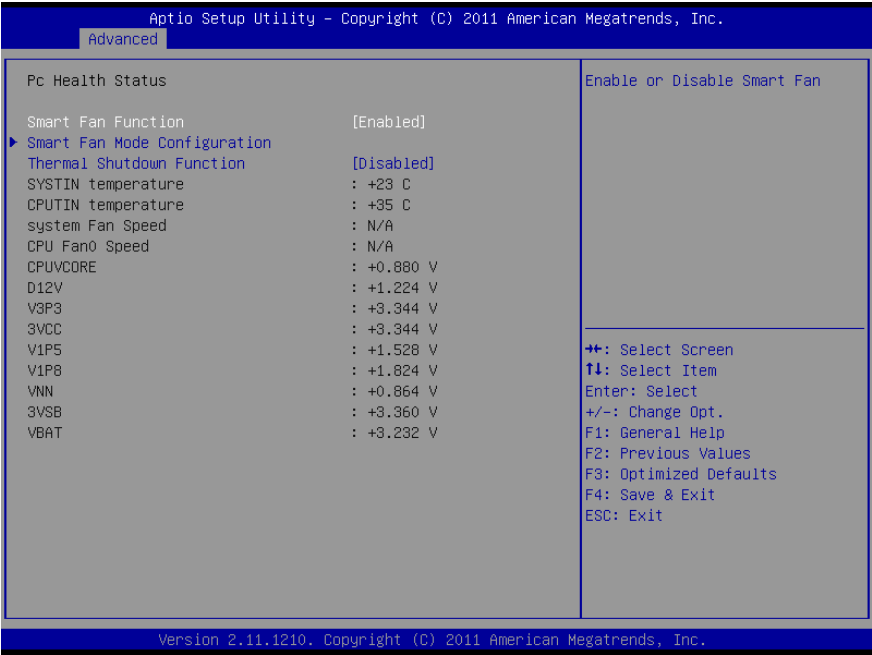 Aptio Setup Utility – Copyright (C) 2011 American Megatrends, Inc.
Advanced
Pc Health Status
Smart Fan Function [Enabled]
Smart Fan Mode Configuration
Thermal Shutdown Function [Disabled]
SYSTIN temperature : +23 C
CPUTIN temperature : +35 C
system Fan Speed : N/A
CPU Fan0 Speed : N/A
CPUVCORE : +0.880 V
D12V : +1.224 V
V3P3 : +3.344 V
3VCC : +3.344 V
V1P5 : +1.528 V
V1P8 : +1.824 V
VNN : +0.864 V
3VSB : +3.360 V
VBAT : +3.232 V
Enable or Disable Smart Fan
→←: Select Screen
↑↓: Select Item
Enter: Select
+/-: Change Opt.
F1: General Help
F2: Previous Values
F3: Optimized Defaults
F4: Save & Exit
ESC: Exit
Version 2.11.1210. Copyright (C) 2011 American Megatrends, Inc.